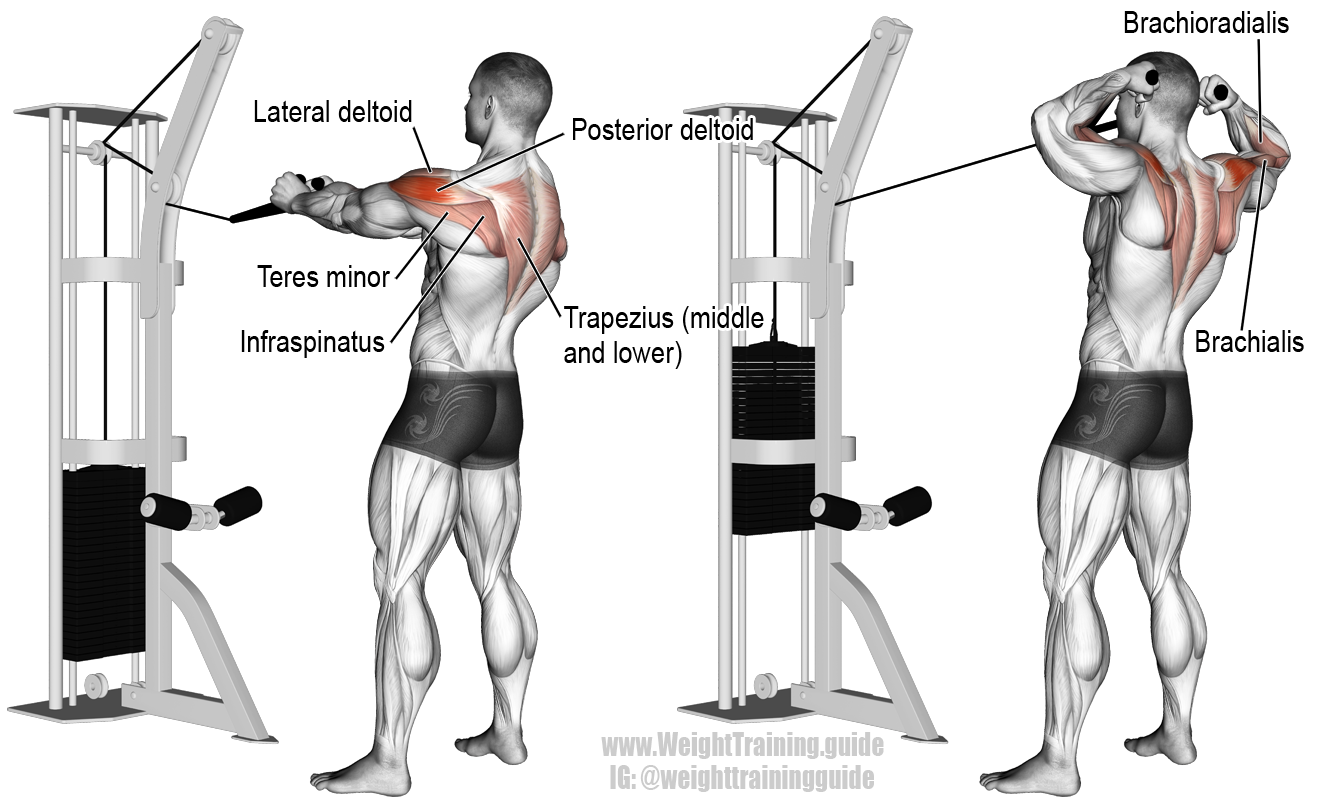 Brachioradialis
Lateral deltoid
Posterior deltoid
Teres minor
Infraspinatus
Trapezius (middle
and lower)
Brachialis
www.WeightTraining.guide
IG: @weighttrainingguide